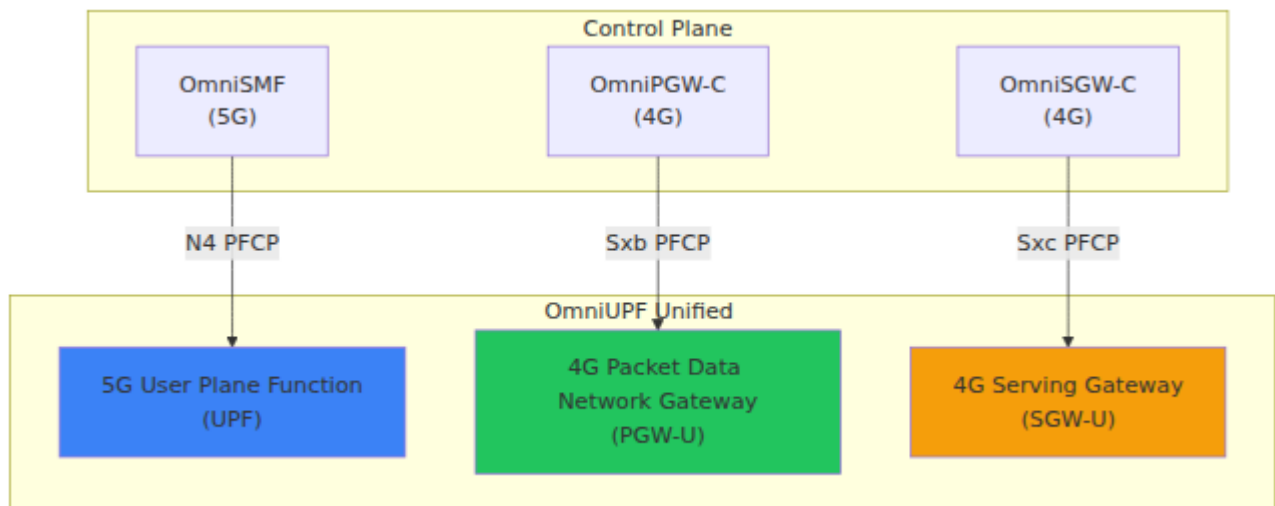 Control Plane
OmniSMF
(5G)
OmniPGW-C
(4G)
OmniSGW-C
(4G)
N4 PFCP
Sxb PFCP
Sxc PFCP
OmniUPF Unified
5G User Plane Function
(UPF)
4G Packet Data
Network Gateway
(PGW-U)
4G Serving Gateway
(SGW-U)